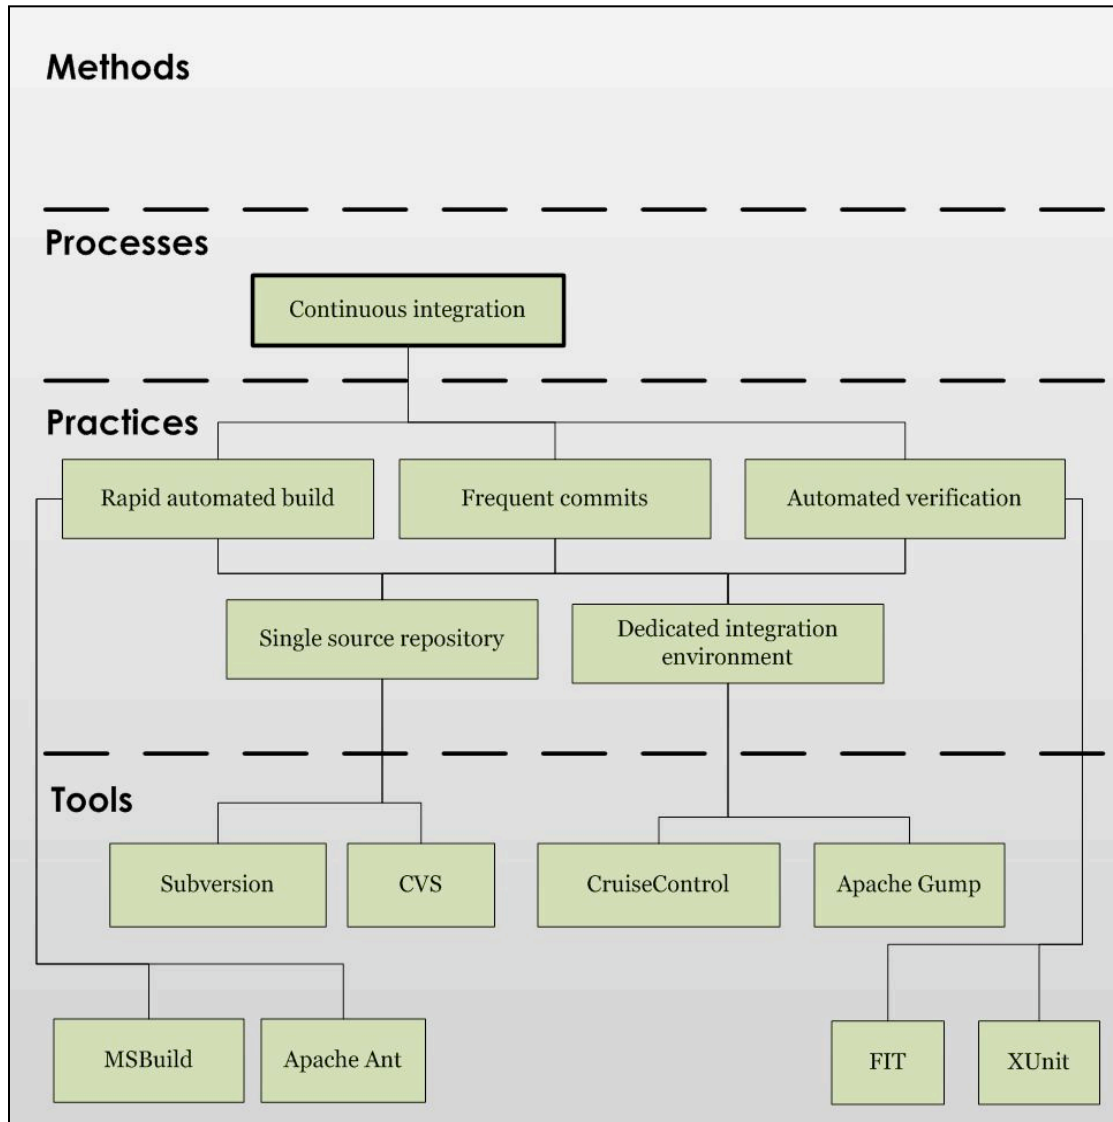 Methods
Processes
Continuous integration
Practices
Rapid automated build
Frequent commits
Automated verification
Single source repository
Dedicated integration
environment
Tools
Subversion
CVS
CruiseControl
Apache Gump
MSBuild
Apache Ant
FIT
XUnit